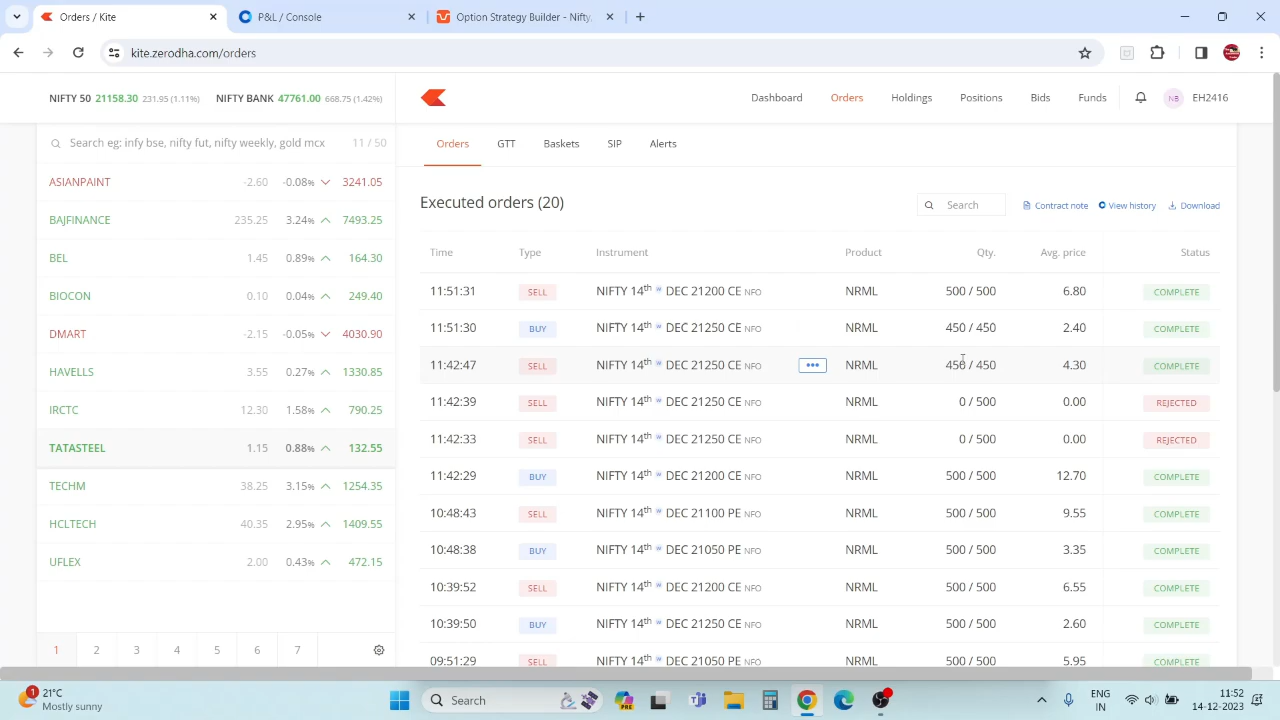 Orders / Kite
P&L / Console
Option Strategy Builder - Nifty,
kite.zerodha.com/orders
NIFTY 50 21158.30 231.95 (1.11%) NIFTY BANK 47761.00 668.75 (1.42%)
Dashboard Orders Holdings Positions Bids Funds NB EH2416
Search eg: infy bse, nifty fut, nifty weekly, gold mcx 11 / 50
ASIANPAINT -2.60 -0.08% 3241.05
BAJFINANCE 235.25 3.24% 7493.25
BEL 1.45 0.89% 164.30
BIOCON 0.10 0.04% 249.40
DMART -2.15 -0.05% 4030.90
HAVELLS 3.55 0.27% 1330.85
IRCTC 12.30 1.58% 790.25
TATASTEEL 1.15 0.88% 132.55
TECHM 38.25 3.15% 1254.35
HCLTECH 40.35 2.95% 1409.55
UFLEX 2.00 0.43% 472.15
1 2 3 4 5 6 7
Orders GTT Baskets SIP Alerts
Executed orders (20)
Search Contract note View history Download
Time Type Instrument Product Qty. Avg. price Status
11:51:31 SELL NIFTY 14th w DEC 21200 CE NFO NRML 500 / 500 6.80 COMPLETE
11:51:30 BUY NIFTY 14th w DEC 21250 CE NFO NRML 450 / 450 2.40 COMPLETE
11:42:47 SELL NIFTY 14th w DEC 21250 CE NFO NRML 450 / 450 4.30 COMPLETE
11:42:39 SELL NIFTY 14th w DEC 21250 CE NFO NRML 0 / 500 0.00 REJECTED
11:42:33 SELL NIFTY 14th w DEC 21250 CE NFO NRML 0 / 500 0.00 REJECTED
11:42:29 BUY NIFTY 14th w DEC 21200 CE NFO NRML 500 / 500 12.70 COMPLETE
10:48:43 SELL NIFTY 14th w DEC 21100 PE NFO NRML 500 / 500 9.55 COMPLETE
10:48:38 BUY NIFTY 14th w DEC 21050 PE NFO NRML 500 / 500 3.35 COMPLETE
10:39:52 SELL NIFTY 14th w DEC 21200 CE NFO NRML 500 / 500 6.55 COMPLETE
10:39:50 BUY NIFTY 14th w DEC 21250 CE NFO NRML 500 / 500 2.60 COMPLETE
09:51:29 SELL NIFTY 14th w DEC 21050 PE NFO NRML 500 / 500 5.95 COMPLETE
1
21°C
Mostly sunny
Search
PRE
ENG
IN
11:52
14-12-2023